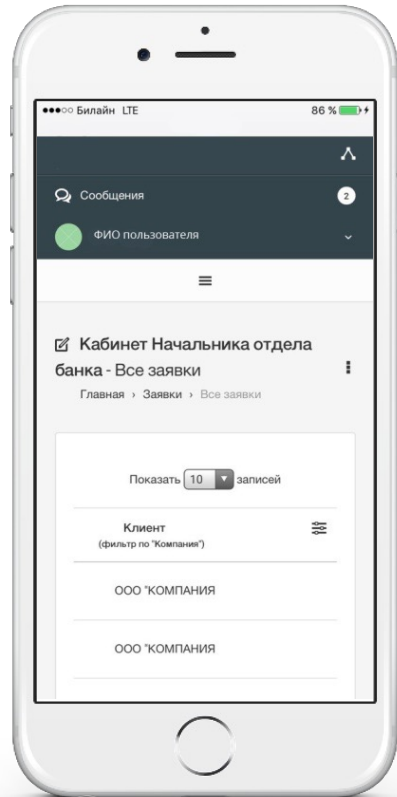 Билайн LTE 86 %
Сообщения 2
ФИО пользователя
Кабинет Начальника отдела
банка - Все заявки
Главная › Заявки › Все заявки
Показать 10 записей
Клиент
(фильтр по "Компания")
ООО "КОМПАНИЯ
ООО "КОМПАНИЯ